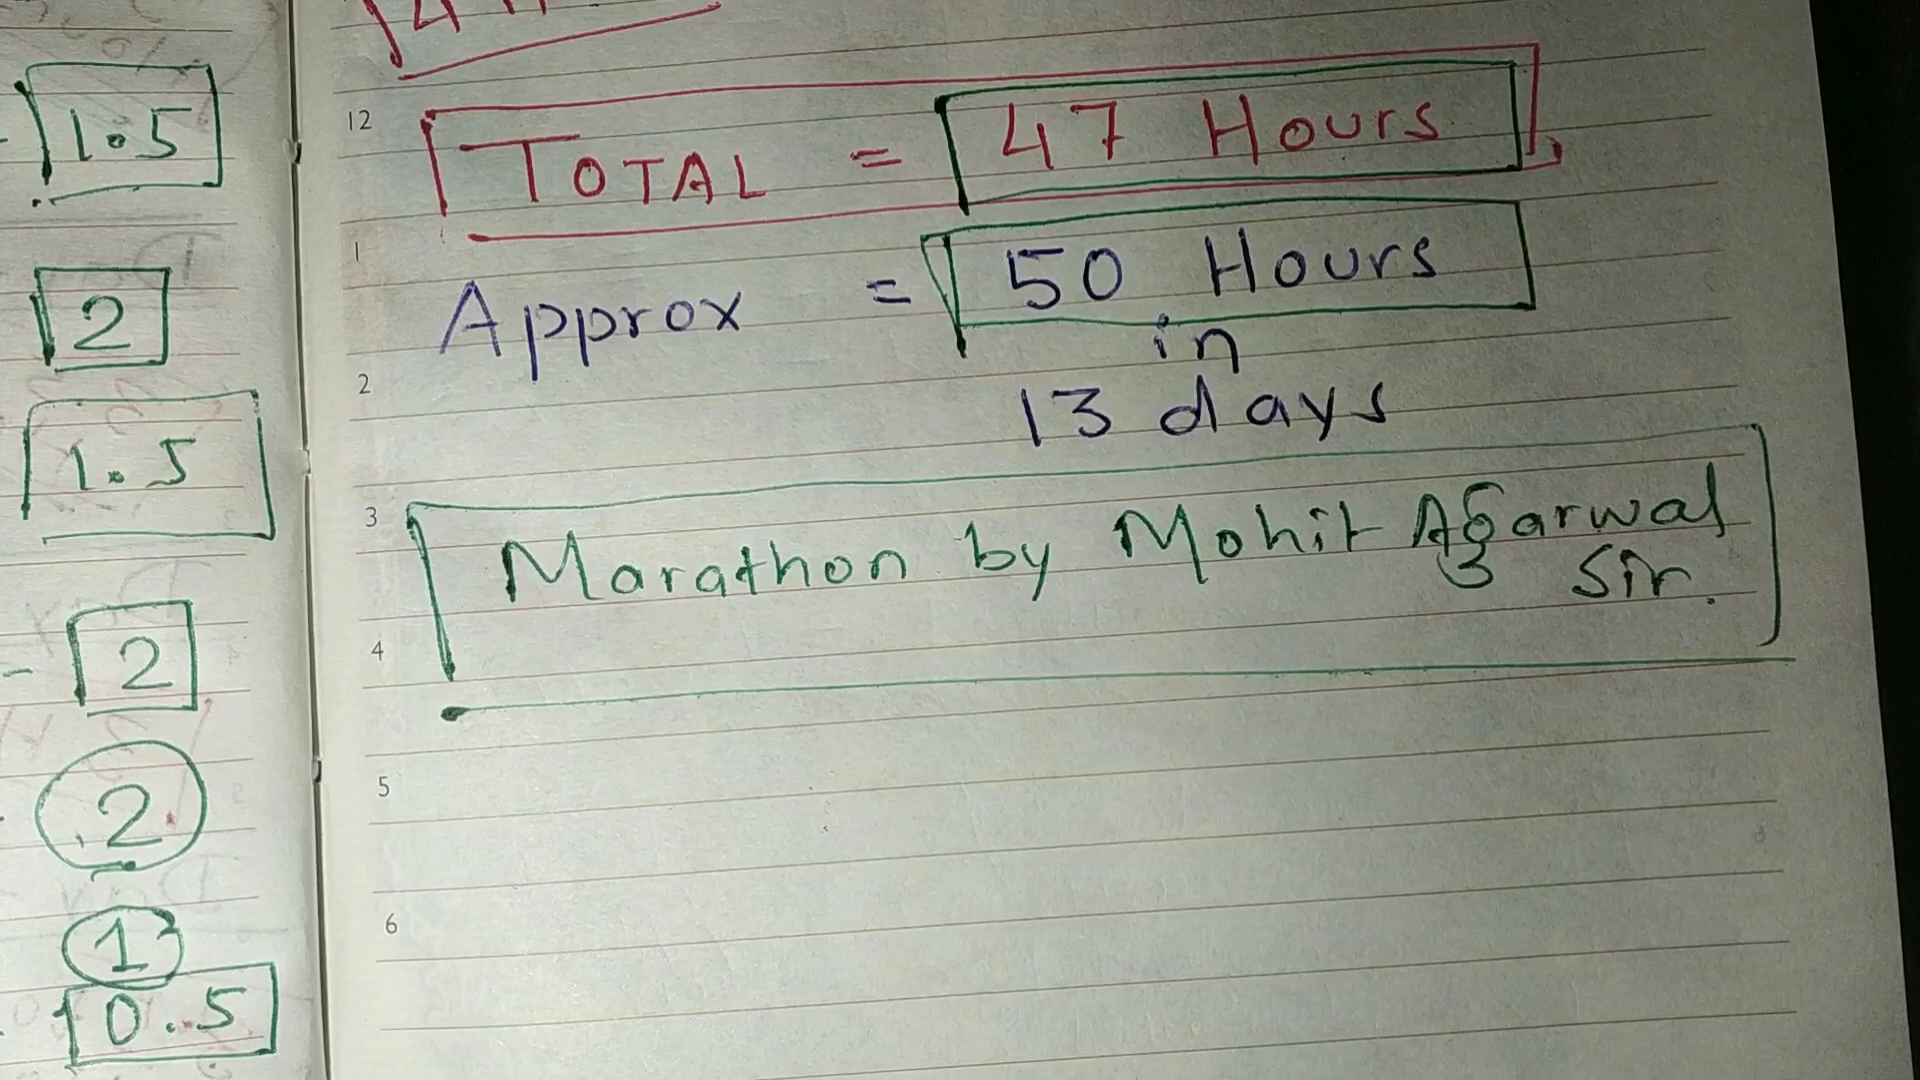 1.5
2
1.5
2
2
1
0.5
12
TOTAL = 47 Hours
1
Approx = 50 Hours
in
2
13 days
3
Marathon by Mohit Agarwal
Sir.
4
5
6